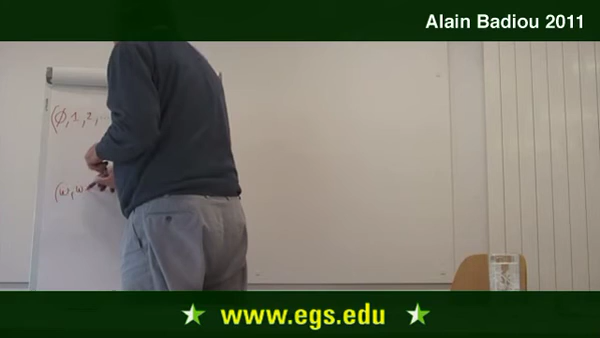 Alain Badiou 2011
(∅, 1, 2, ...
(ω, ω
www.egs.edu